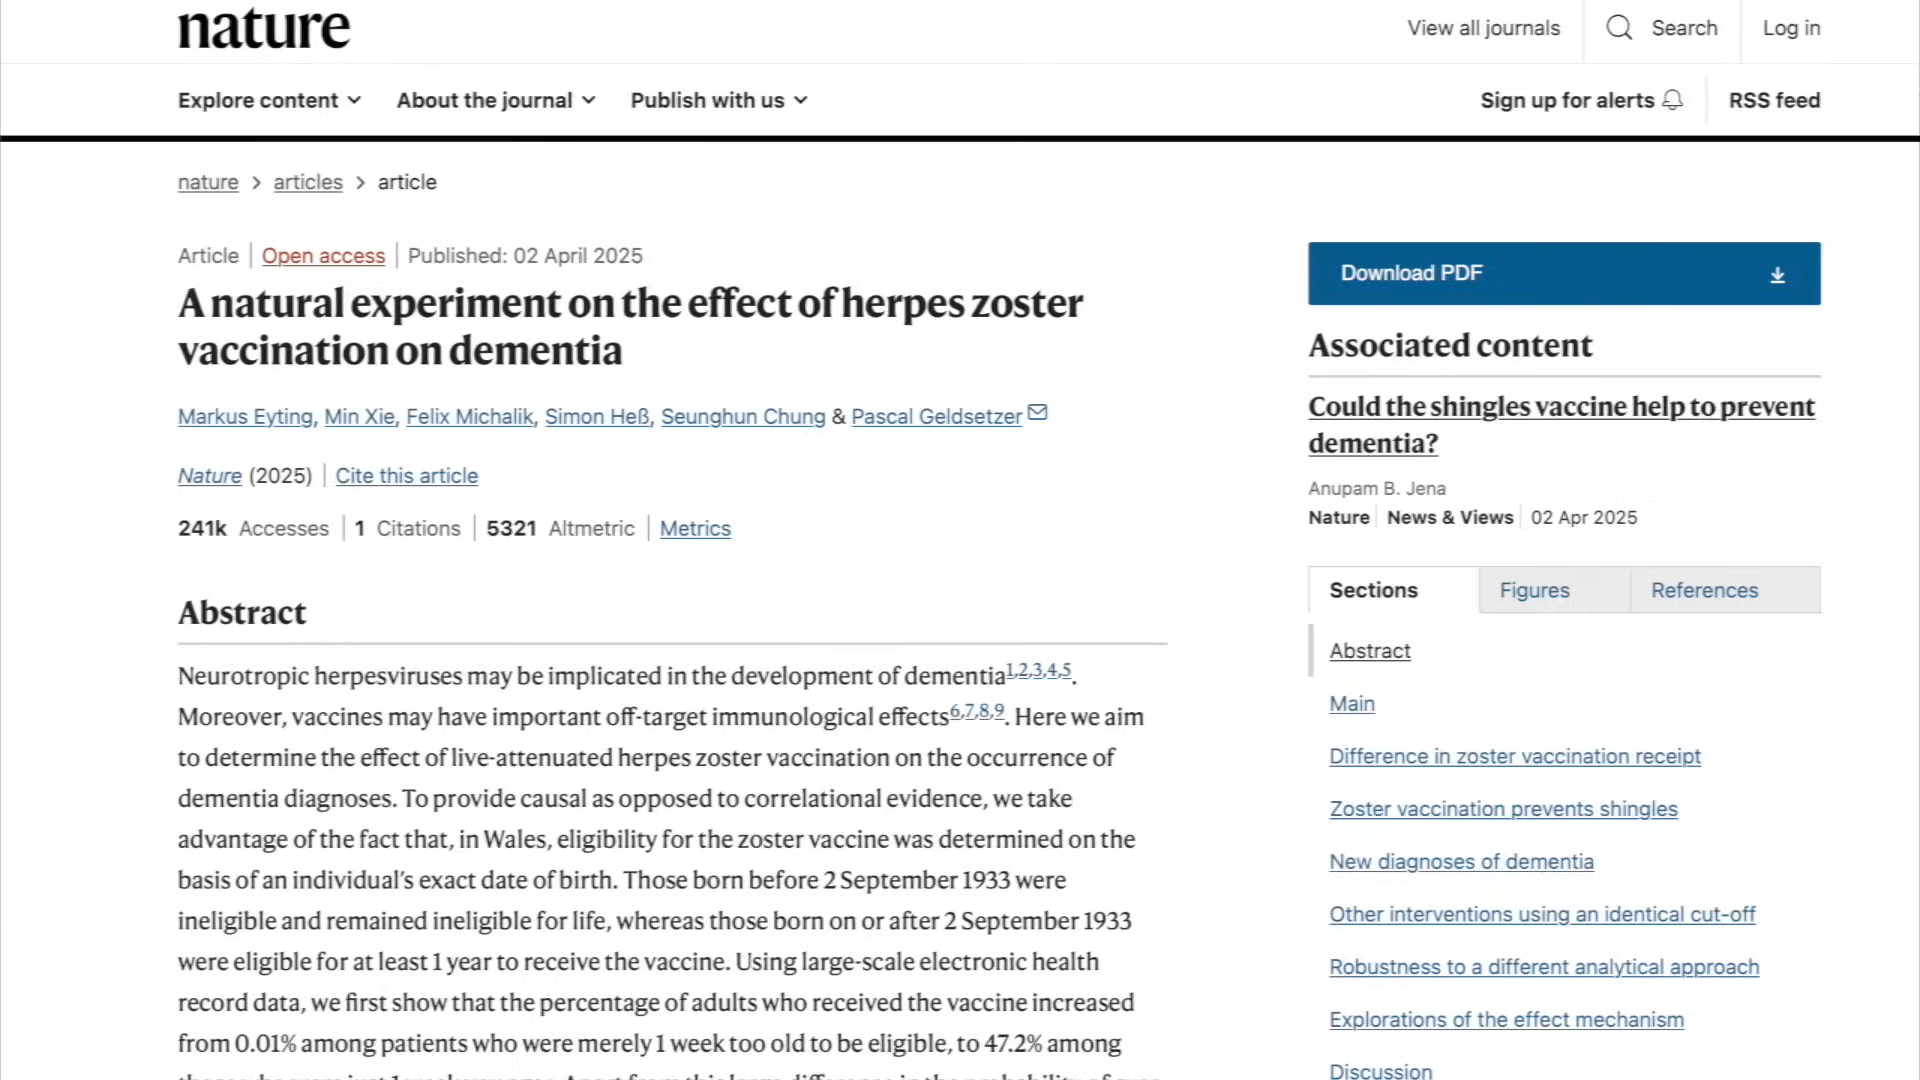 nature
View all journals
Search
Log in
Explore content
About the journal
Publish with us
Sign up for alerts
RSS feed
nature > articles > article
Article | Open access | Published: 02 April 2025
A natural experiment on the effect of herpes zoster
vaccination on dementia
Markus Eyting, Min Xie, Felix Michalik, Simon Heß, Seunghun Chung & Pascal Geldsetzer
Nature (2025) | Cite this article
241k Accesses | 1 Citations | 5321 Altmetric | Metrics
Abstract
Neurotropic herpesviruses may be implicated in the development of dementia1,2,3,4,5.
Moreover, vaccines may have important off-target immunological effects6,7,8,9. Here we aim
to determine the effect of live-attenuated herpes zoster vaccination on the occurrence of
dementia diagnoses. To provide causal as opposed to correlational evidence, we take
advantage of the fact that, in Wales, eligibility for the zoster vaccine was determined on the
basis of an individual's exact date of birth. Those born before 2 September 1933 were
ineligible and remained ineligible for life, whereas those born on or after 2 September 1933
were eligible for at least 1 year to receive the vaccine. Using large-scale electronic health
record data, we first show that the percentage of adults who received the vaccine increased
from 0.01% among patients who were merely 1 week too old to be eligible, to 47.2% among
Download PDF
Associated content
Could the shingles vaccine help to prevent
dementia?
Anupam B. Jena
Nature | News & Views | 02 Apr 2025
Sections
Figures
References
Abstract
Main
Difference in zoster vaccination receipt
Zoster vaccination prevents shingles
New diagnoses of dementia
Other interventions using an identical cut-off
Robustness to a different analytical approach
Explorations of the effect mechanism
Discussion